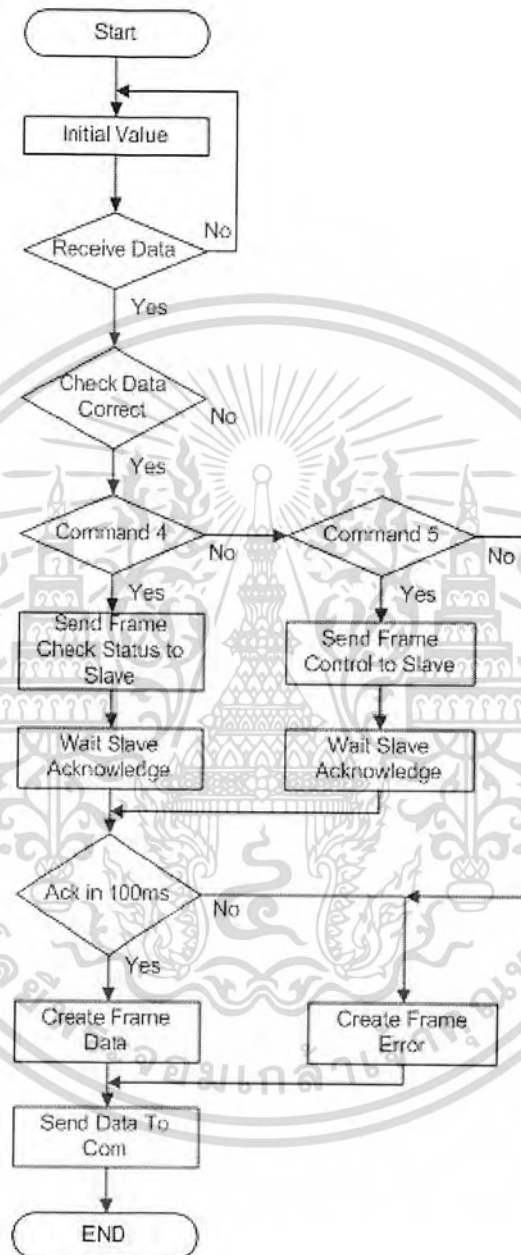 Start
Initial Value
Receive Data
No
Yes
Check Data
Correct
No
Yes
Command 4
No
Command 5
No
Yes
Yes
Send Frame
Check Status to
Slave
Send Frame
Control to Slave
Wait Slave
Acknowledge
Wait Slave
Acknowledge
Ack in 100ms
No
Yes
Create Frame
Data
Create Frame
Error
Send Data To
Com
END